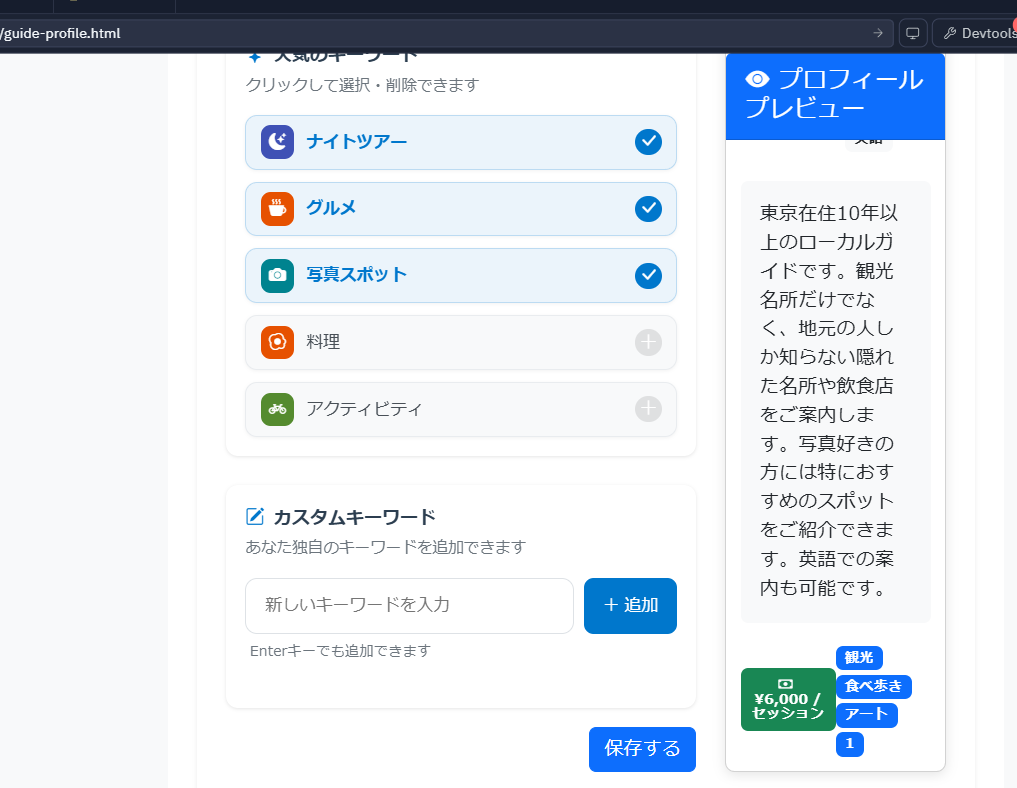 /guide-profile.html
Devtools
人気のキーワード
クリックして選択・削除できます
ナイトツアー
グルメ
写真スポット
料理
アクティビティ
カスタムキーワード
あなた独自のキーワードを追加できます
新しいキーワードを入力
+ 追加
Enterキーでも追加できます
保存する
プロフィール
プレビュー
英語
東京在住10年以
上のローカルガ
イドです。観光
名所だけでな
く、地元の人し
か知らない隠れ
た名所や飲食店
をご案内しま
す。写真好きの
方には特におす
すめのスポット
をご紹介できま
す。英語での案
内も可能です。
¥6,000 /
セッション
観光
食べ歩き
アート
1